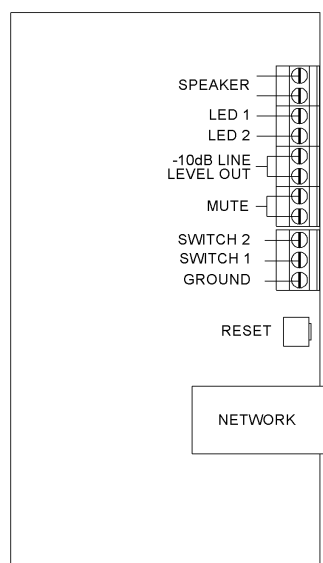 SPEAKER
LED 1
LED 2
-10dB LINE
LEVEL OUT
MUTE
SWITCH 2
SWITCH 1
GROUND
RESET
NETWORK